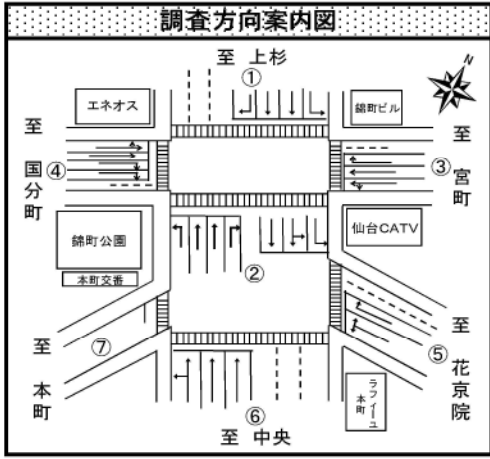 調査方向案内図
至 上杉
①
N
エネオス
錦町ビル
至 国分町
④
③
至 宮町
錦町公園
本町交番
仙台CATV
②
至 本町
⑦
⑤
至 花京院
ラフィーユ本町
⑥
至 中央